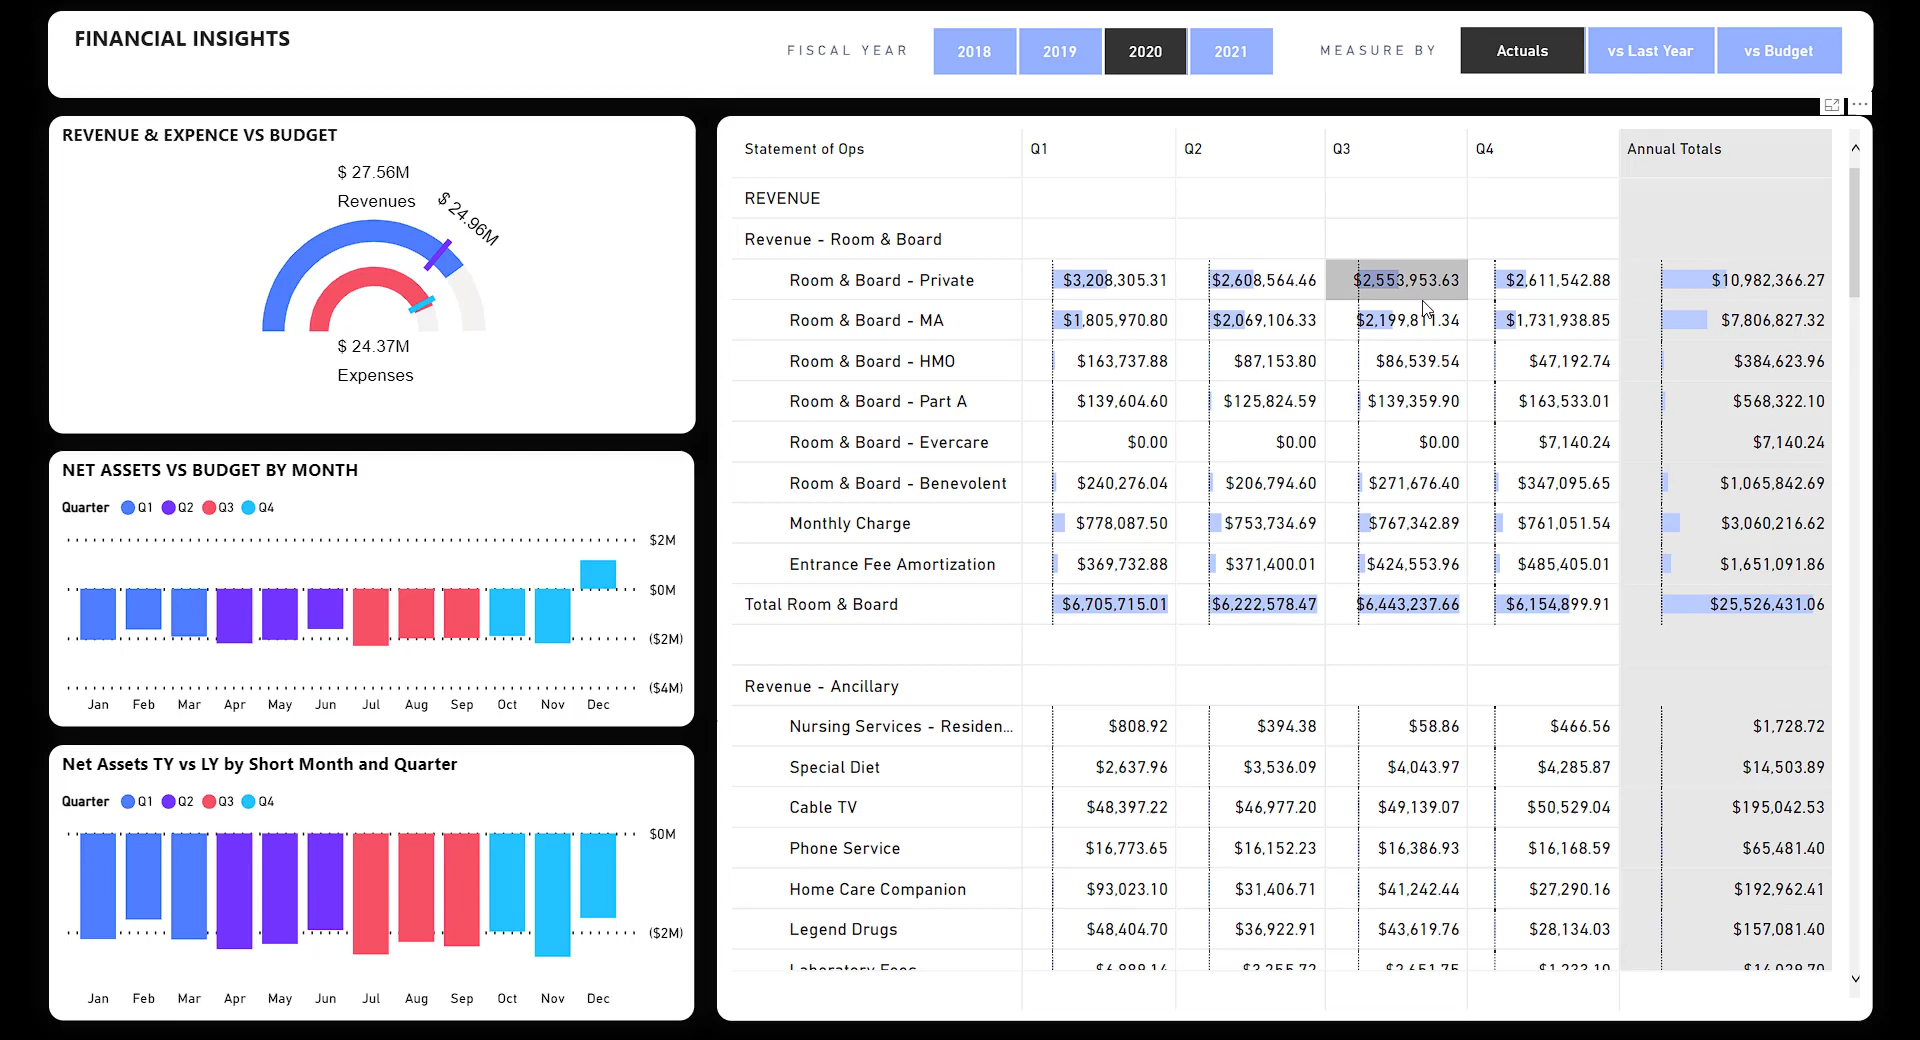 FINANCIAL INSIGHTS
FISCAL YEAR 2018 2019 2020 2021 MEASURE BY Actuals vs Last Year vs Budget
REVENUE & EXPENCE VS BUDGET
$ 27.56M
Revenues
$ 24.96M
$ 24.37M
Expenses
NET ASSETS VS BUDGET BY MONTH
Quarter Q1 Q2 Q3 Q4
$2M
$0M
($2M)
($4M)
Jan Feb Mar Apr May Jun Jul Aug Sep Oct Nov Dec
Net Assets TY vs LY by Short Month and Quarter
Quarter Q1 Q2 Q3 Q4
$0M
($2M)
Jan Feb Mar Apr May Jun Jul Aug Sep Oct Nov Dec
Statement of Ops Q1 Q2 Q3 Q4 Annual Totals
REVENUE
Revenue - Room & Board
Room & Board - Private $3,208,305.31 $2,608,564.46 $2,553,953.63 $2,611,542.88 $10,982,366.27
Room & Board - MA $1,805,970.80 $2,069,106.33 $2,199,811.34 $1,731,938.85 $7,806,827.32
Room & Board - HMO $163,737.88 $87,153.80 $86,539.54 $47,192.74 $384,623.96
Room & Board - Part A $139,604.60 $125,824.59 $139,359.90 $163,533.01 $568,322.10
Room & Board - Evercare $0.00 $0.00 $0.00 $7,140.24 $7,140.24
Room & Board - Benevolent $240,276.04 $206,794.60 $271,676.40 $347,095.65 $1,065,842.69
Monthly Charge $778,087.50 $753,734.69 $767,342.89 $761,051.54 $3,060,216.62
Entrance Fee Amortization $369,732.88 $371,400.01 $424,553.96 $485,405.01 $1,651,091.86
Total Room & Board $6,705,715.01 $6,222,578.47 $6,443,237.66 $6,154,899.91 $25,526,431.06
Revenue - Ancillary
Nursing Services - Residen... $808.92 $394.38 $58.86 $466.56 $1,728.72
Special Diet $2,637.96 $3,536.09 $4,043.97 $4,285.87 $14,503.89
Cable TV $48,397.22 $46,977.20 $49,139.07 $50,529.04 $195,042.53
Phone Service $16,773.65 $16,152.23 $16,386.93 $16,168.59 $65,481.40
Home Care Companion $93,023.10 $31,406.71 $41,242.44 $27,290.16 $192,962.41
Legend Drugs $48,404.70 $36,922.91 $43,619.76 $28,134.03 $157,081.40
Laboratory Fees